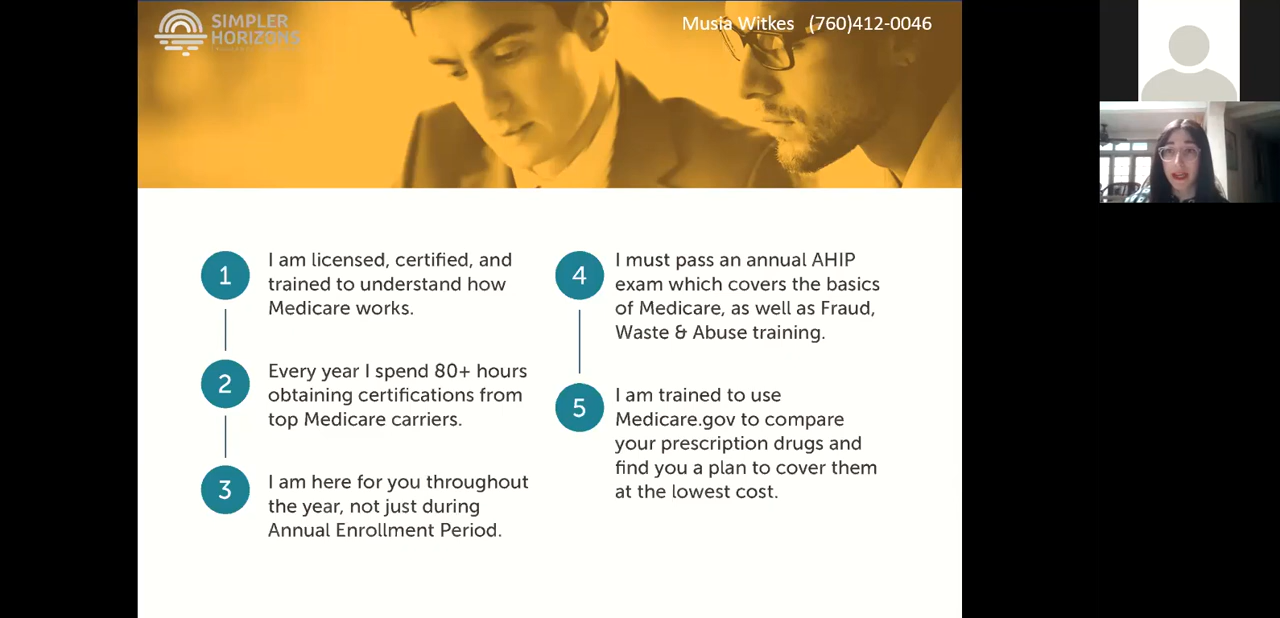 SIMPLER
HORIZONS
Musia Witkes (760)412-0046
1
I am licensed, certified, and
trained to understand how
Medicare works.
2
Every year I spend 80+ hours
obtaining certifications from
top Medicare carriers.
3
I am here for you throughout
the year, not just during
Annual Enrollment Period.
4
I must pass an annual AHIP
exam which covers the basics
of Medicare, as well as Fraud,
Waste & Abuse training.
5
I am trained to use
Medicare.gov to compare
your prescription drugs and
find you a plan to cover them
at the lowest cost.